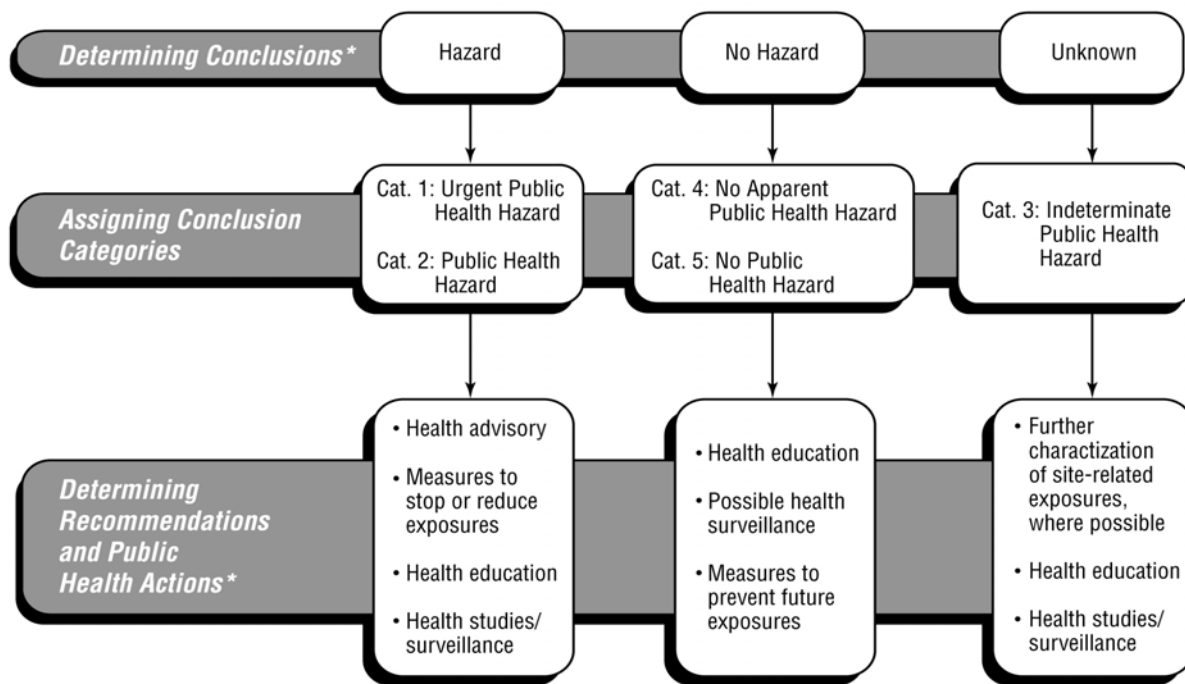 Determining Conclusions*
Hazard
No Hazard
Unknown
Assigning Conclusion
Categories
Cat. 1: Urgent Public
Health Hazard
Cat. 2: Public Health
Hazard
Cat. 4: No Apparent
Public Health Hazard
Cat. 5: No Public
Health Hazard
Cat. 3: Indeterminate
Public Health
Hazard
Determining
Recommendations
and Public
Health Actions*
• Health advisory
• Measures to
stop or reduce
exposures
• Health education
• Health studies/
surveillance
• Health education
• Possible health
surveillance
• Measures to
prevent future
exposures
• Further
charactization
of site-related
exposures,
where possible
• Health education
• Health studies/
surveillance